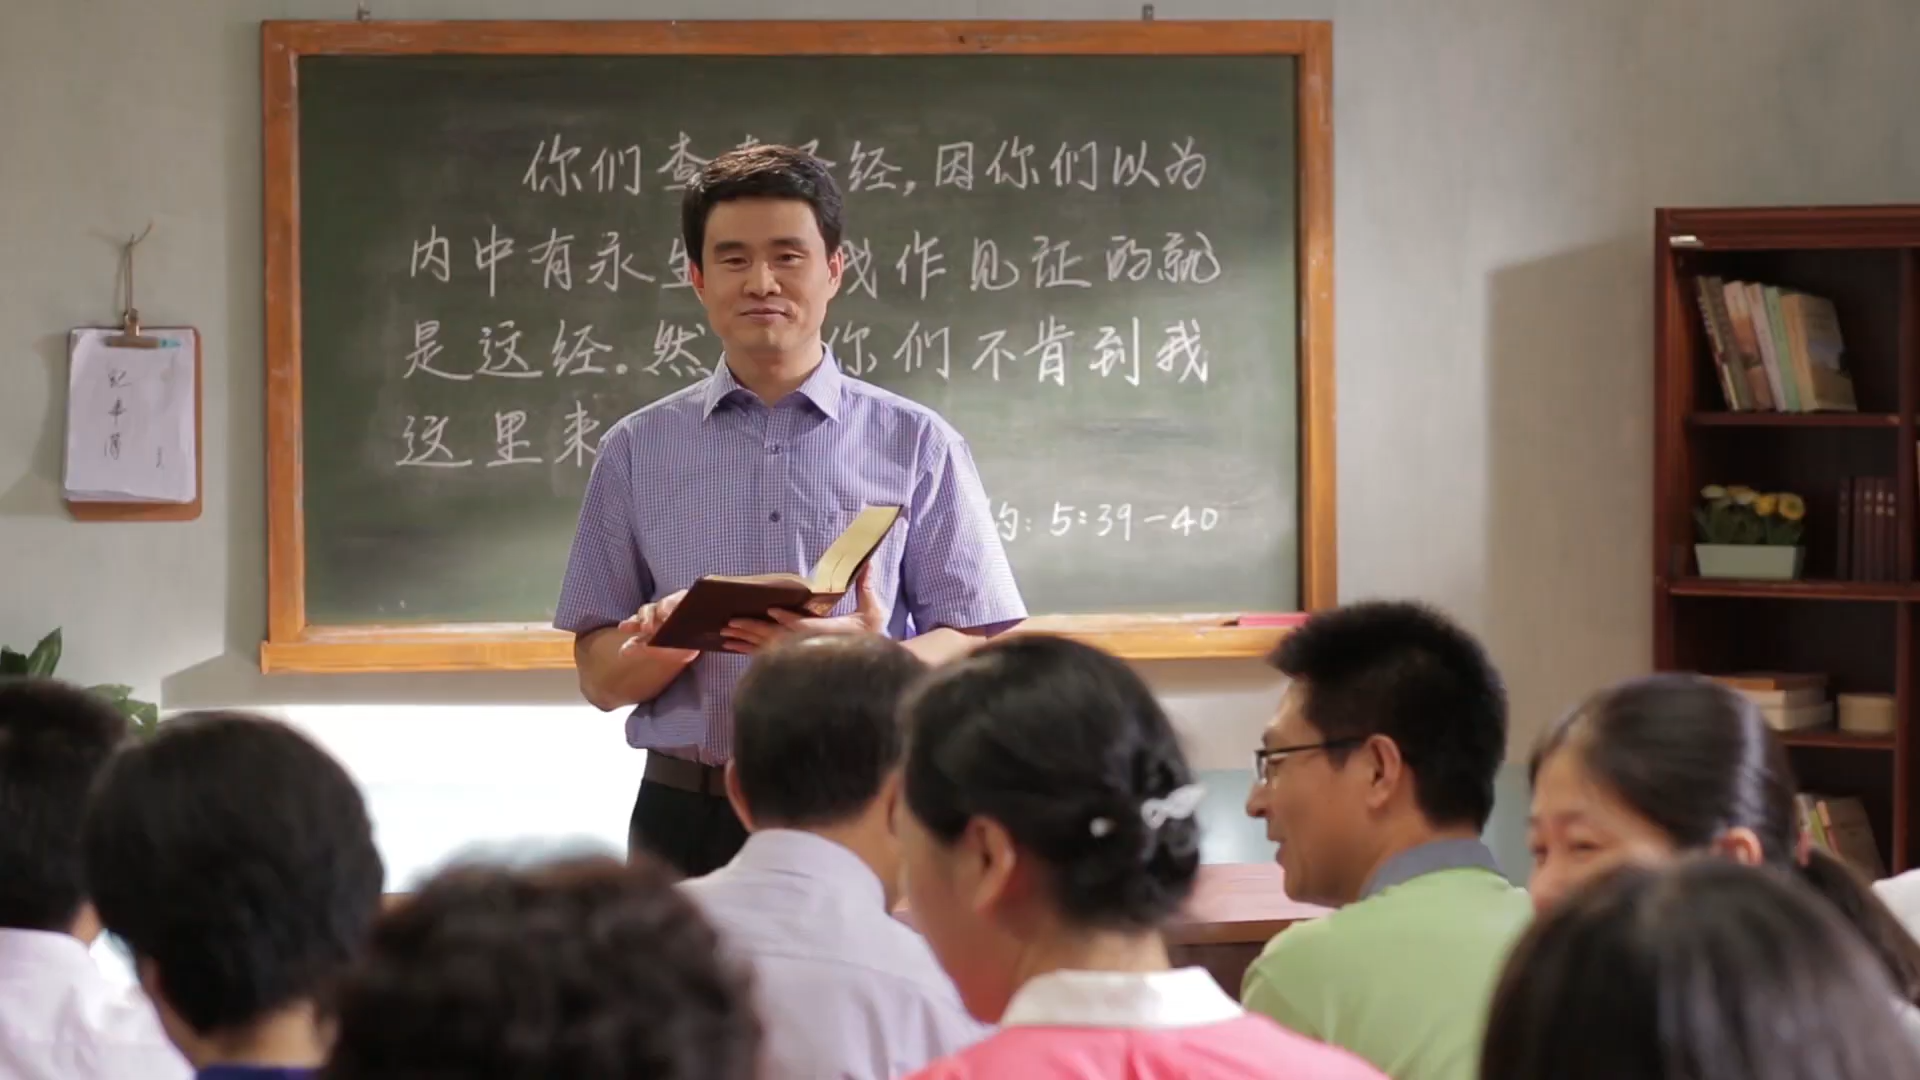 你们查 经,因你们以为
内中有永生 我作见证的就
是这经.然 你们不肯到我
这里来
约: 5:39-40